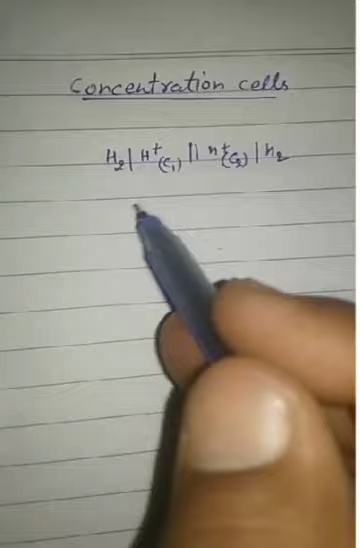 Concentration cells
H₂ | H⁺(C₁) || H⁺(C₂) | H₂